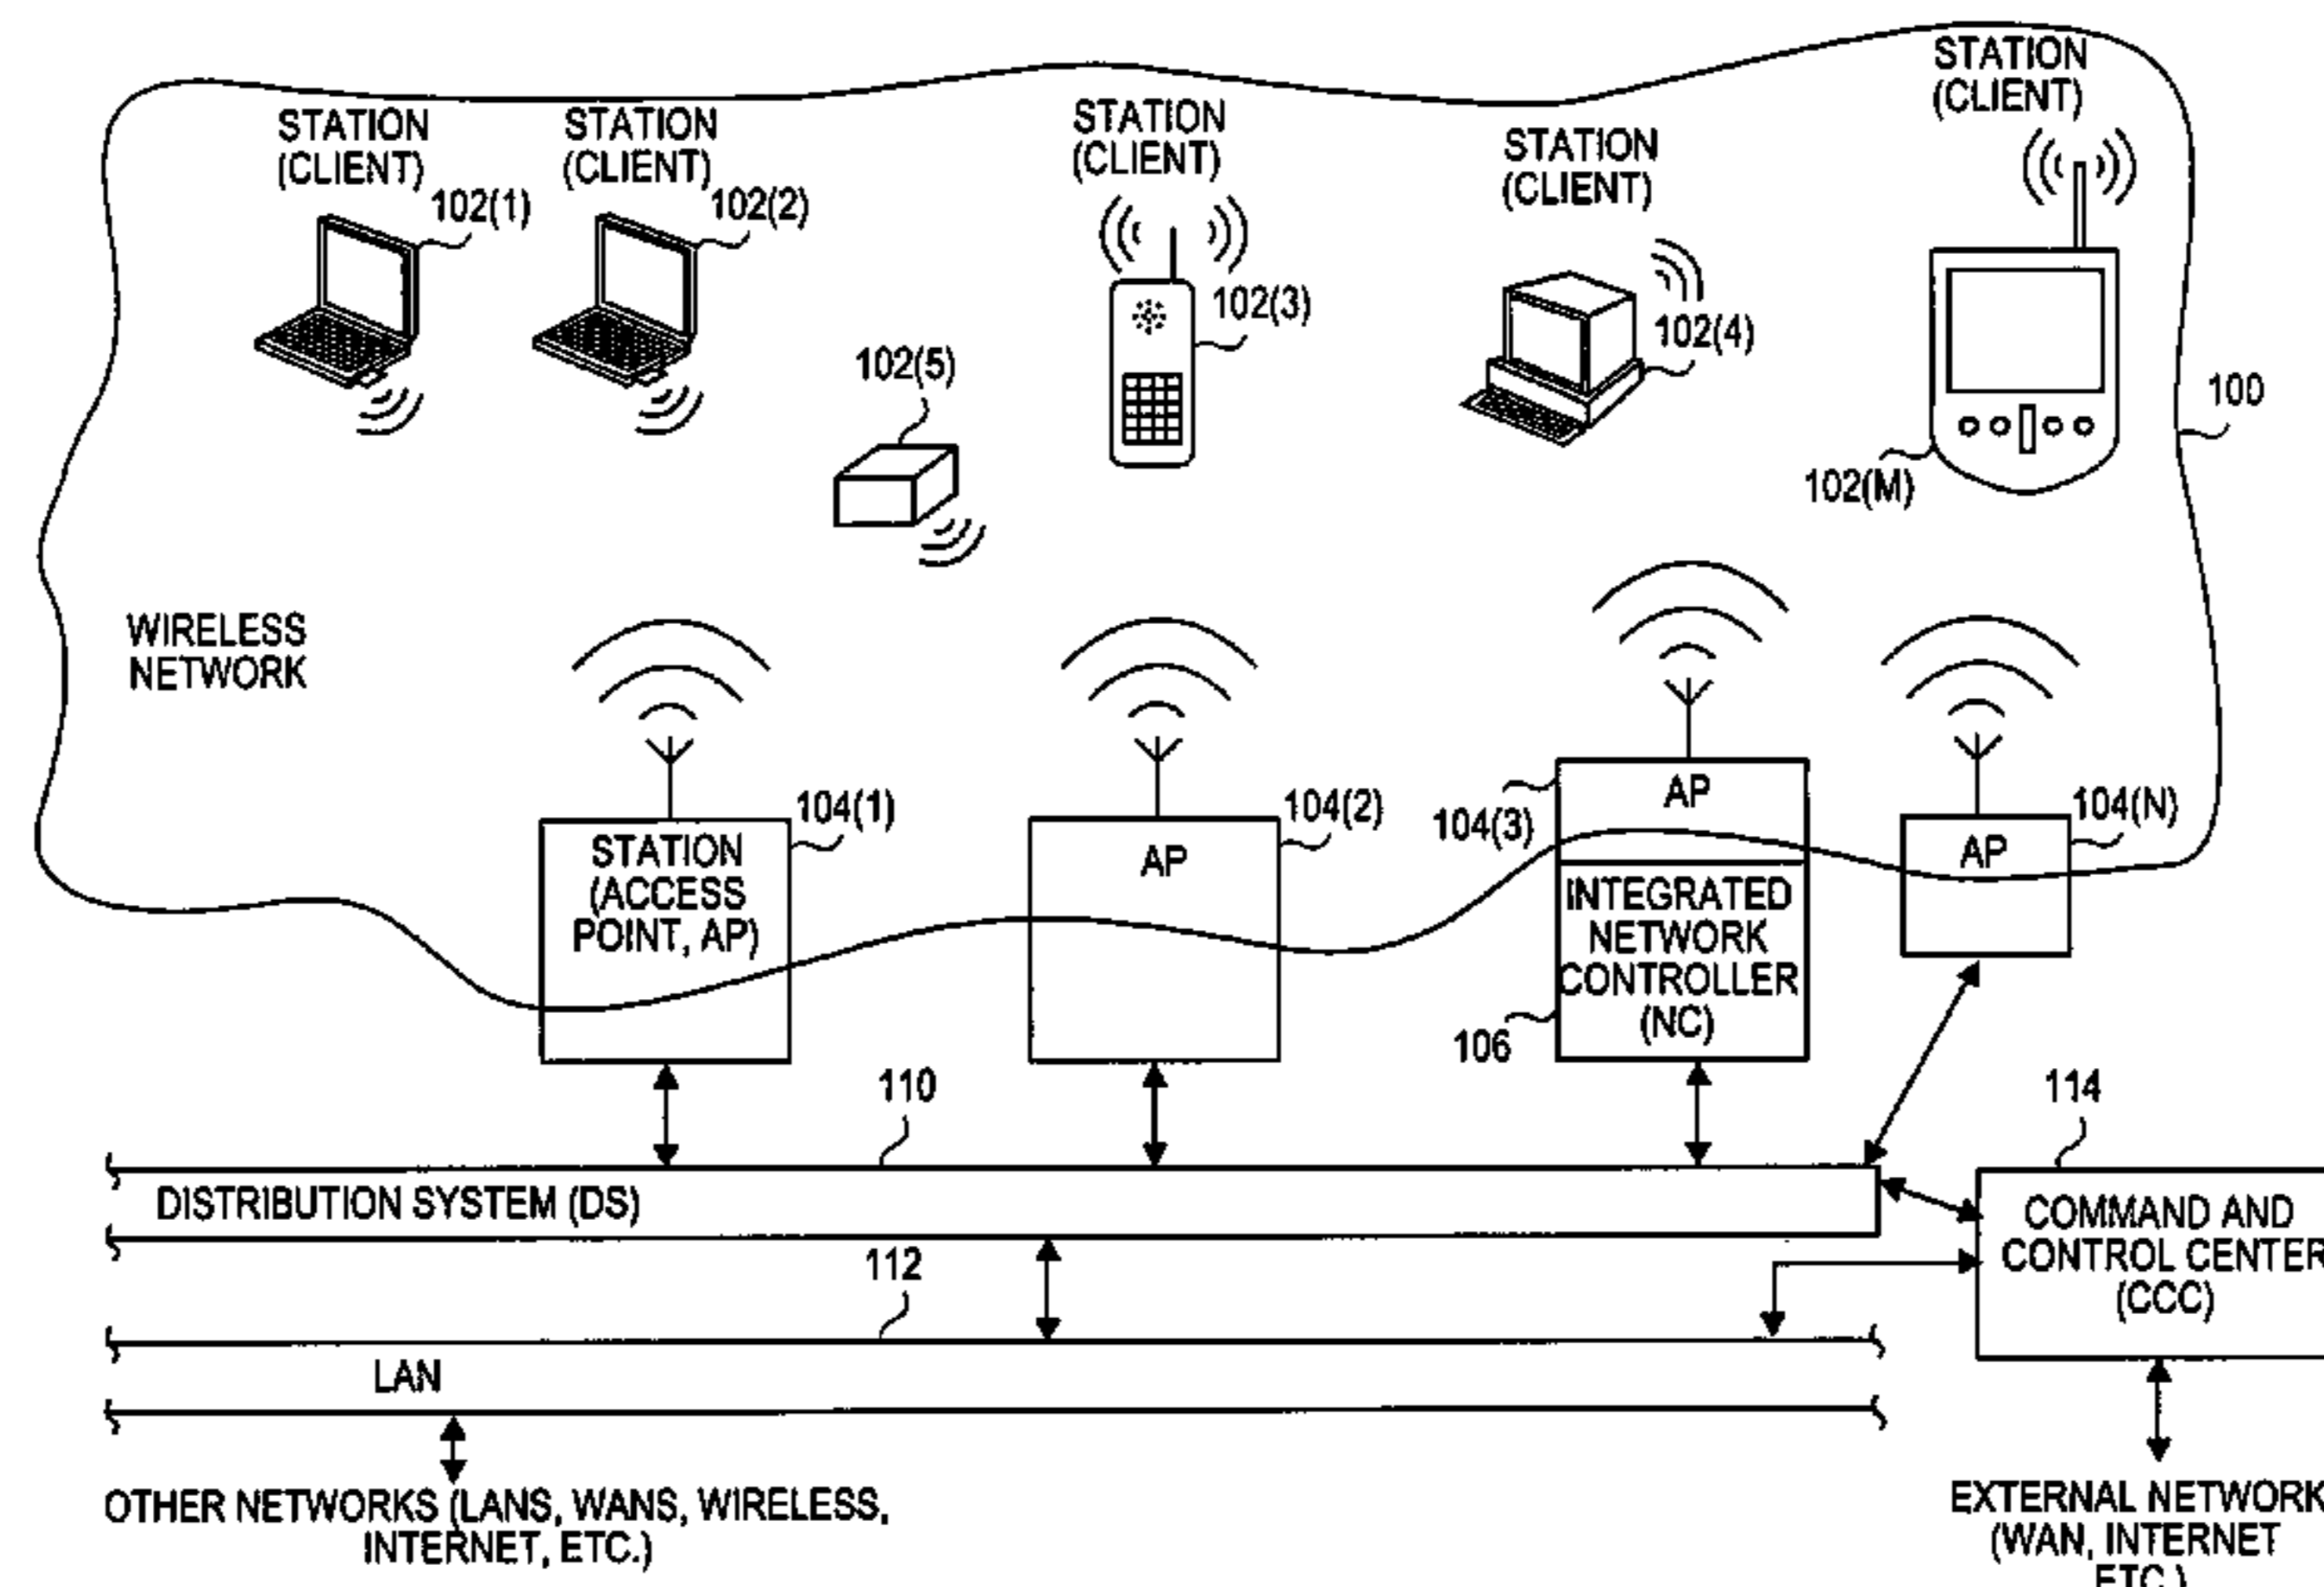 STATION
(CLIENT)
102(1)
STATION
(CLIENT)
102(2)
STATION
(CLIENT)
102(3)
STATION
(CLIENT)
102(4)
STATION
(CLIENT)
102(M)
100
102(5)
WIRELESS
NETWORK
104(1)
STATION
(ACCESS
POINT, AP)
104(2)
AP
104(3)
AP
INTEGRATED
NETWORK
CONTROLLER
(NC)
106
104(N)
AP
110
DISTRIBUTION SYSTEM (DS)
112
LAN
114
COMMAND AND
CONTROL CENTER
(CCC)
OTHER NETWORKS (LANS, WANS, WIRELESS,
INTERNET, ETC.)
EXTERNAL NETWORK
(WAN, INTERNET
ETC.)